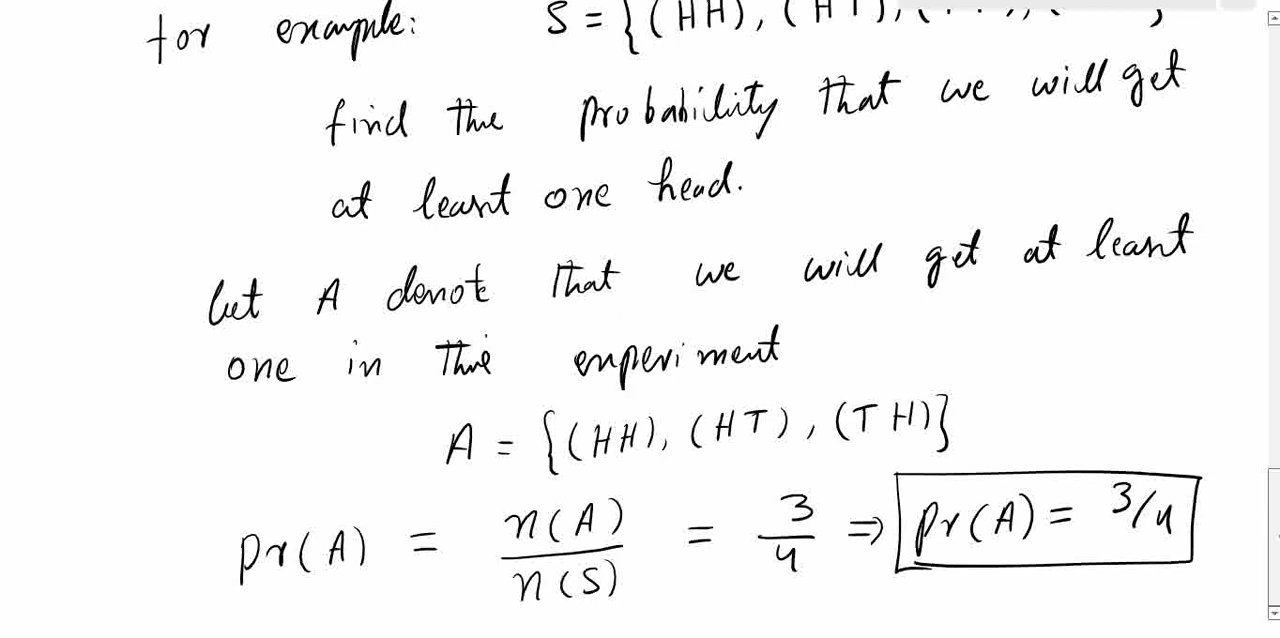 for example: S = {(HH), (HT),
find the probability that we will get
at least one head.
let A denote that we will get at least
one in the experiment
A = {(HH), (HT), (TH)}
pr(A) = n(A)/n(S) = 3/4 ⇒ pr(A) = 3/4